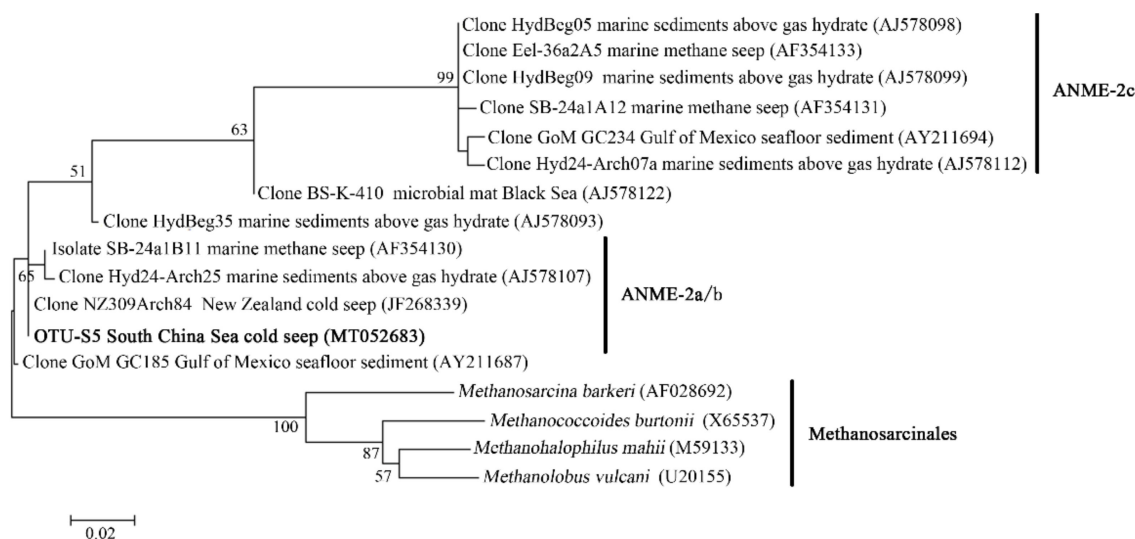 Clone HydBeg05 marine sediments above gas hydrate (AJ578098)
Clone Eel-36a2A5 marine methane seep (AF354133)
99
Clone HydBeg09 marine sediments above gas hydrate (AJ578099)
ANME-2c
Clone SB-24a1A12 marine methane seep (AF354131)
63
Clone GoM GC234 Gulf of Mexico seafloor sediment (AY211694)
Clone Hyd24-Arch07a marine sediments above gas hydrate (AJ578112)
51
Clone BS-K-410 microbial mat Black Sea (AJ578122)
Clone HydBeg35 marine sediments above gas hydrate (AJ578093)
Isolate SB-24a1B11 marine methane seep (AF354130)
65
Clone Hyd24-Arch25 marine sediments above gas hydrate (AJ578107)
ANME-2a/b
Clone NZ309Arch84 New Zealand cold seep (JF268339)
OTU-S5 South China Sea cold seep (MT052683)
Clone GoM GC185 Gulf of Mexico seafloor sediment (AY211687)
Methanosarcina barkeri (AF028692)
100
Methanococcoides burtonii (X65537)
Methanosarcinales
87
Methanohalophilus mahii (M59133)
57
Methanolobus vulcani (U20155)
0.02